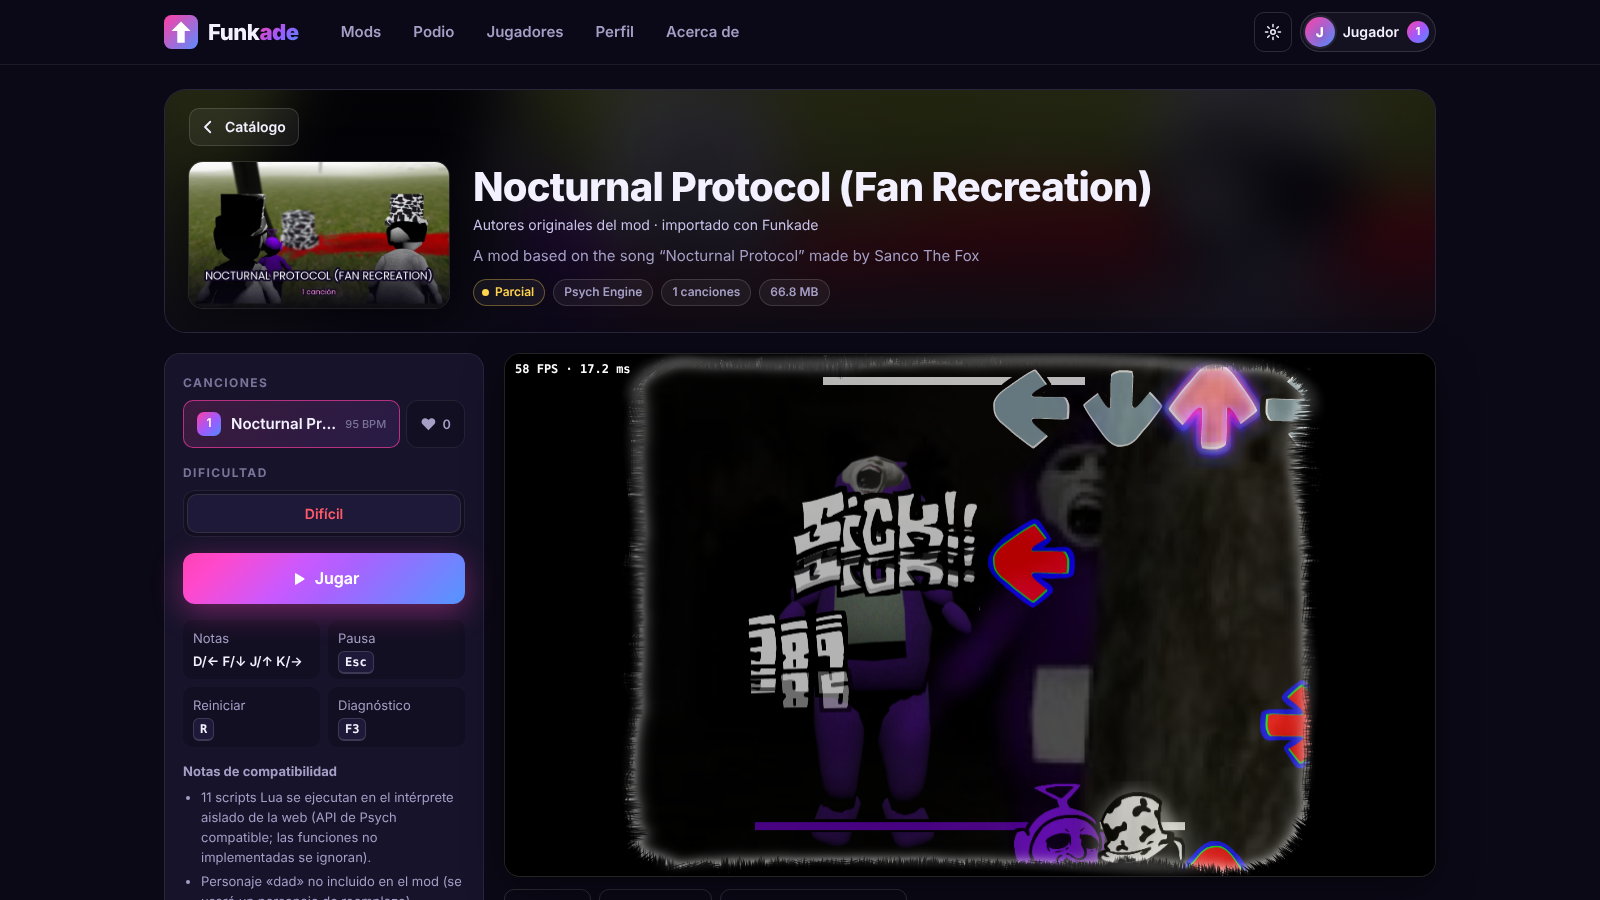 Funkade
Mods
Podio
Jugadores
Perfil
Acerca de
J
Jugador
1
Catálogo
NOCTURNAL PROTOCOL (FAN RECREATION)
1 canción
Nocturnal Protocol (Fan Recreation)
Autores originales del mod · importado con Funkade
A mod based on the song “Nocturnal Protocol” made by Sanco The Fox
Parcial
Psych Engine
1 canciones
66.8 MB
CANCIONES
1
Nocturnal Pr...
95 BPM
0
DIFICULTAD
Difícil
Jugar
Notas
D/← F/↓ J/↑ K/→
Pausa
Esc
Reiniciar
R
Diagnóstico
F3
Notas de compatibilidad
11 scripts Lua se ejecutan en el intérprete
aislado de la web (API de Psych
compatible; las funciones no
implementadas se ignoran).
Personaje «dad» no incluido en el mod (se
58 FPS · 17.2 ms
SiCK!!
SiCK!!